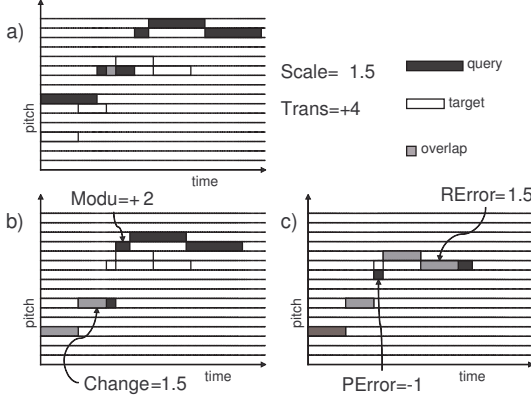 a)
pitch
time
Scale= 1.5
Trans=+4
query
target
overlap
b)
Modu=+2
pitch
time
Change=1.5
c)
RError=1.5
pitch
time
PError=-1